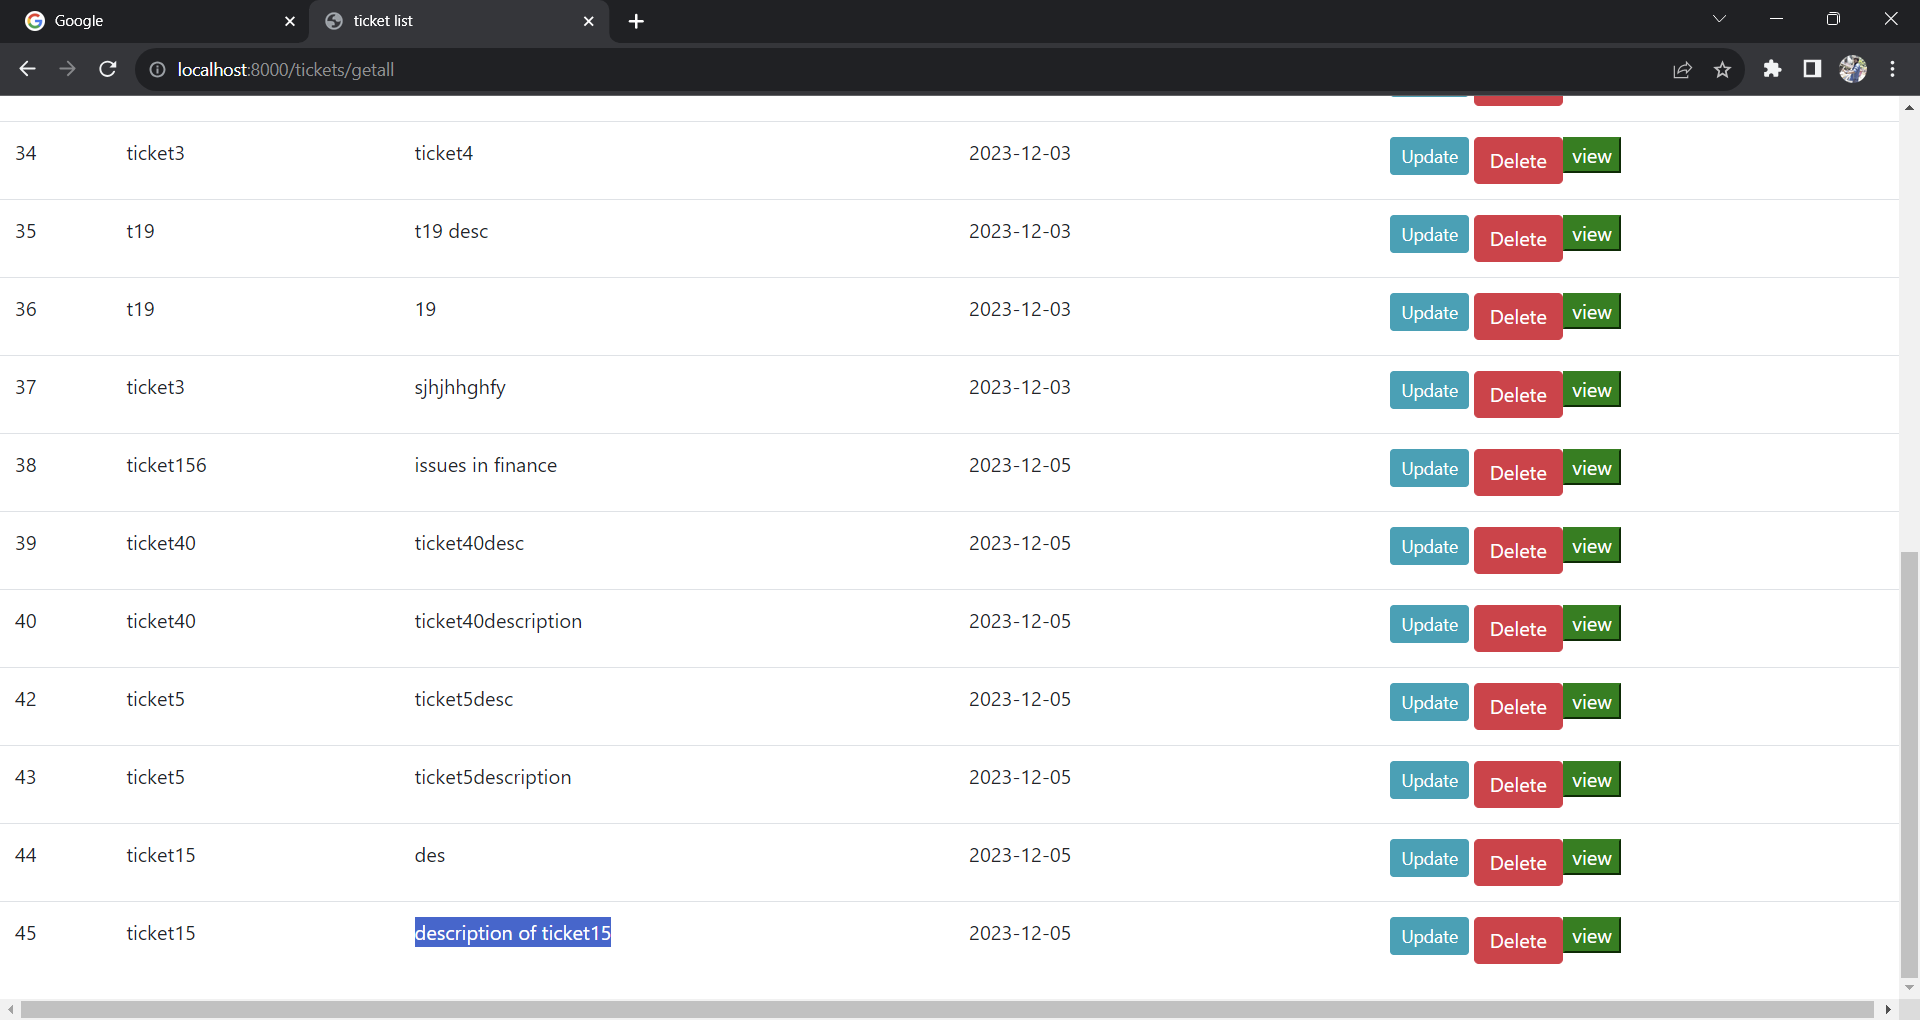 Google
ticket list
localhost:8000/tickets/getall
34 ticket3 ticket4 2023-12-03 Update Delete view
35 t19 t19 desc 2023-12-03 Update Delete view
36 t19 19 2023-12-03 Update Delete view
37 ticket3 sjhjhhghfy 2023-12-03 Update Delete view
38 ticket156 issues in finance 2023-12-05 Update Delete view
39 ticket40 ticket40desc 2023-12-05 Update Delete view
40 ticket40 ticket40description 2023-12-05 Update Delete view
42 ticket5 ticket5desc 2023-12-05 Update Delete view
43 ticket5 ticket5description 2023-12-05 Update Delete view
44 ticket15 des 2023-12-05 Update Delete view
45 ticket15 description of ticket15 2023-12-05 Update Delete view